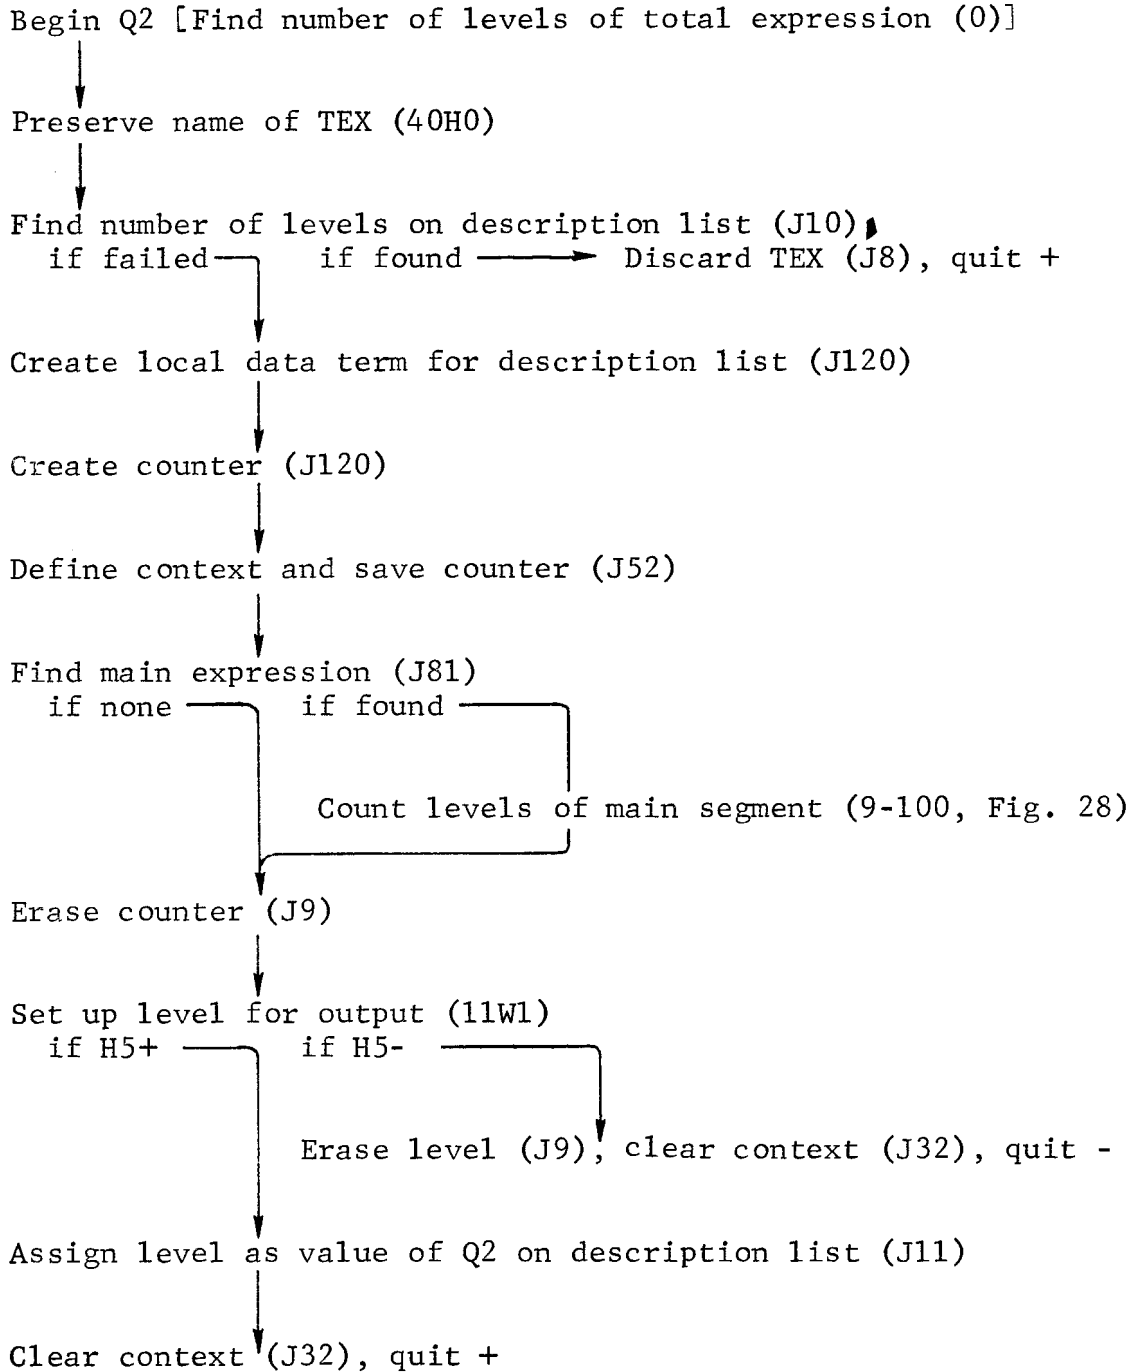 Begin Q2 [Find number of levels of total expression (0)]
Preserve name of TEX (40H0)
Find number of levels on description list (J10),
if failed if found Discard TEX (J8), quit +
Create local data term for description list (J120)
Create counter (J120)
Define context and save counter (J52)
Find main expression (J81)
if none if found
Count levels of main segment (9-100, Fig. 28)
Erase counter (J9)
Set up level for output (11W1)
if H5+ if H5-
Erase level (J9), clear context (J32), quit -
Assign level as value of Q2 on description list (J11)
Clear context (J32), quit +